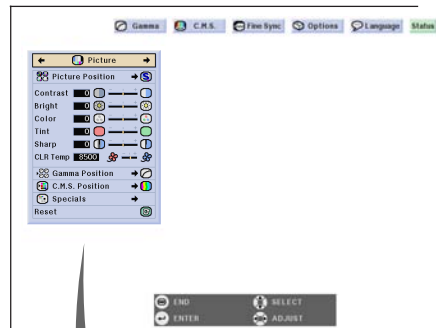 Gamma C.M.S. Fine Sync Options Language Status
Picture
Picture Position
Contrast 0
Bright 0
Color 0
Tint 0
Sharp 0
CLR Temp 8500
Gamma Position
C.M.S. Position
Specials
Reset
END SELECT
ENTER ADJUST